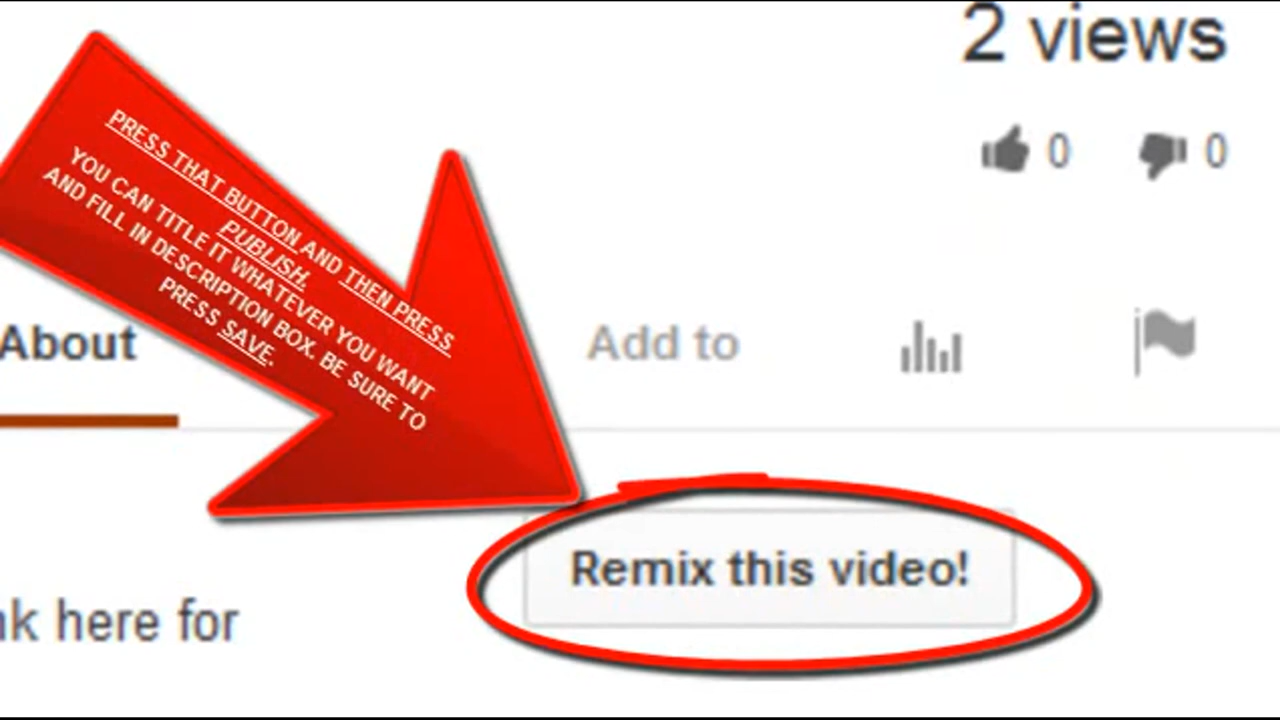 2 views
0 0
PRESS THAT BUTTON AND THEN PRESS
PUBLISH.
YOU CAN TITLE IT WHATEVER YOU WANT
AND FILL IN DESCRIPTION BOX. BE SURE TO
PRESS SAVE.
About
Add to
Remix this video!
nk here for